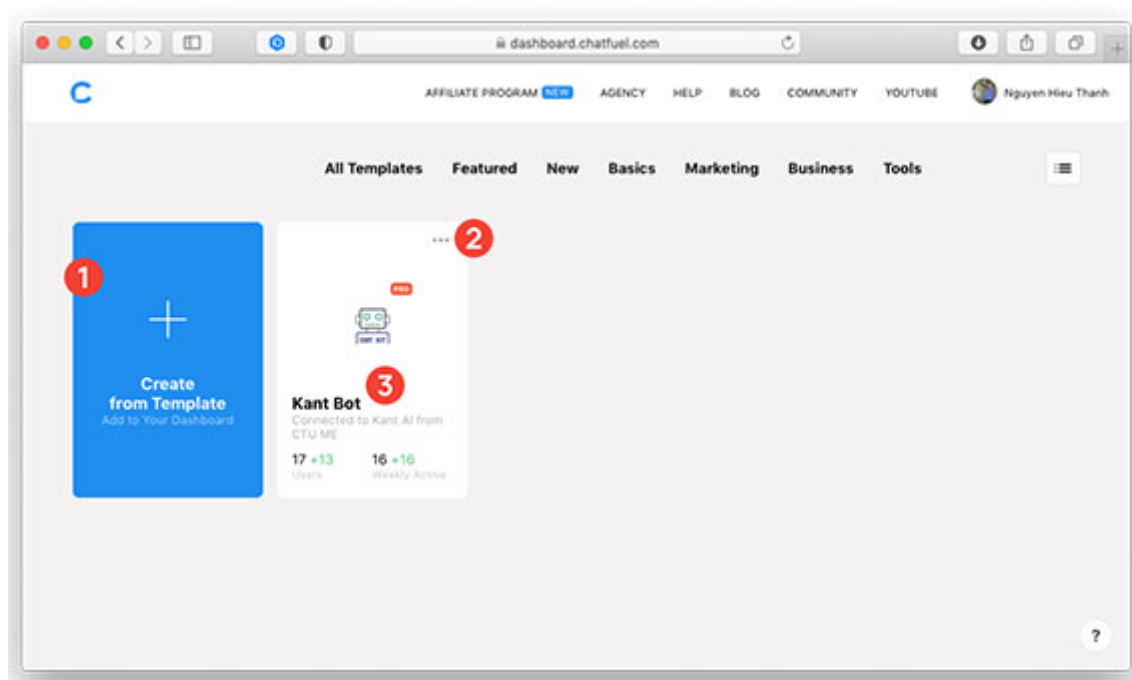 dashboard.chatfuel.com
C
AFFILIATE PROGRAM NEW AGENCY HELP BLOG COMMUNITY YOUTUBE Nguyen Hieu Thanh
All Templates Featured New Basics Marketing Business Tools
1
2
PRO
3
Create
from Template
Add to Your Dashboard
Kant Bot
Connected to Kant AI from
CTU ME
17 +13 16 +16
Users Weekly Active
?